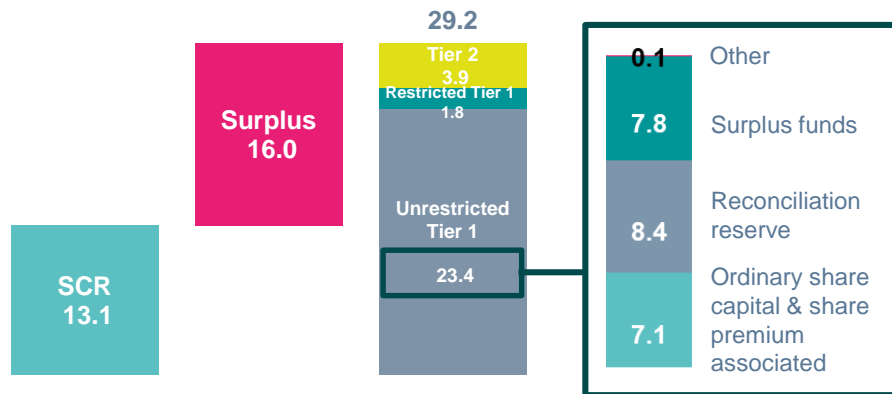 29.2
Tier 2
3.9
Restricted Tier 1
1.8
Surplus
16.0
Unrestricted
Tier 1
23.4
SCR
13.1
0.1
Other
7.8
Surplus funds
8.4
Reconciliation
reserve
7.1
Ordinary share
capital & share
premium
associated